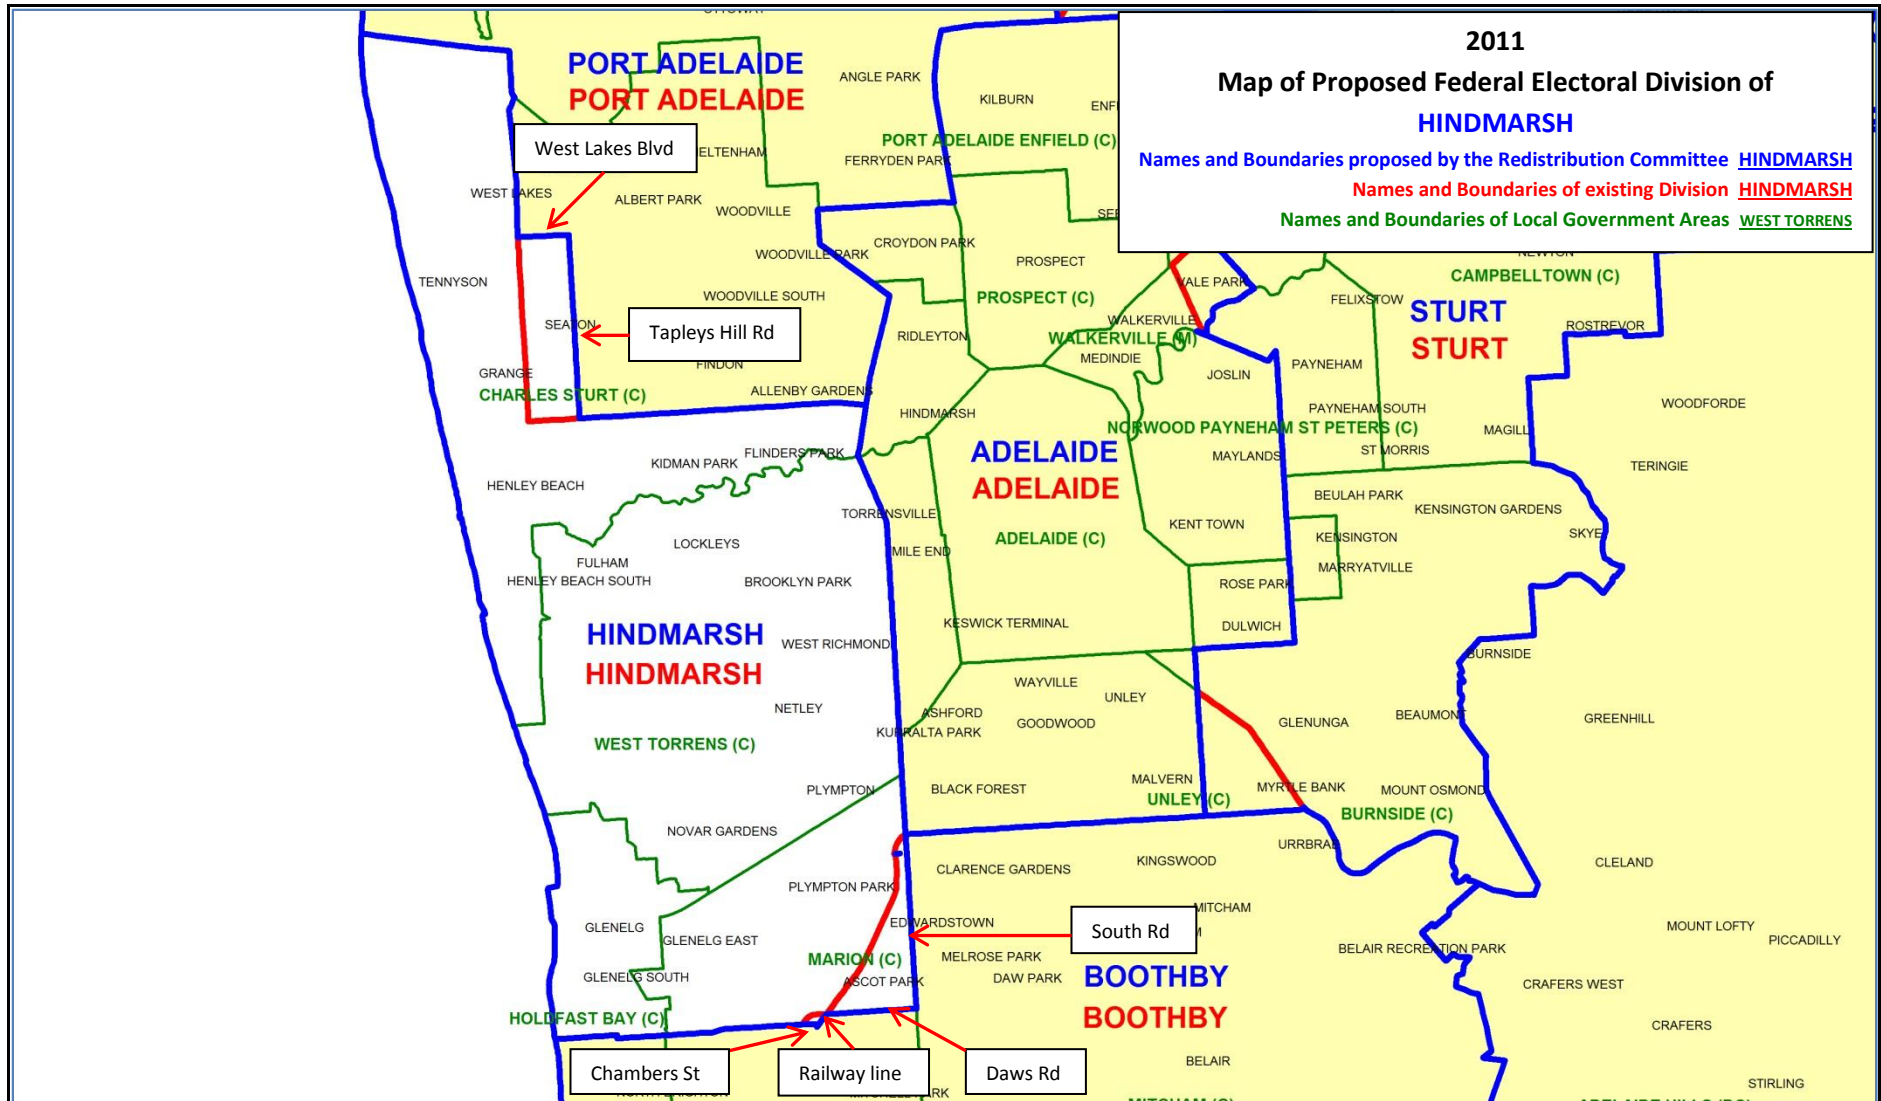 2011
Map of Proposed Federal Electoral Division of
HINDMARSH
Names and Boundaries proposed by the Redistribution Committee HINDMARSH
Names and Boundaries of existing Division HINDMARSH
Names and Boundaries of Local Government Areas WEST TORRENS
PORT ADELAIDE
PORT ADELAIDE
ANGLE PARK
KILBURN
PORT ADELAIDE ENFIELD (C)
West Lakes Blvd
FERRYDEN PARK
WEST LAKES
ALBERT PARK
WOODVILLE
CROYDON PARK
WOODVILLE PARK
PROSPECT
TENNYSON
WOODVILLE SOUTH
PROSPECT (C)
VALE PARK
NEWTON
CAMPBELLTOWN (C)
FELIXSTOW
STURT
STURT
ROSTREVOR
SEATON
Tapleys Hill Rd
RIDLEYTON
WALKERVILLE
WALKERVILLE (M)
MEDINDIE
FINDON
GRANGE
JOSLIN
PAYNEHAM
CHARLES STURT (C)
ALLENBY GARDENS
HINDMARSH
PAYNEHAM SOUTH
WOODFORDE
NORWOOD PAYNEHAM ST PETERS (C)
MAGILL
ADELAIDE
ADELAIDE
MAYLANDS
ST MORRIS
TERINGIE
FLINDERS PARK
KIDMAN PARK
HENLEY BEACH
BEULAH PARK
KENSINGTON GARDENS
TORRENSVILLE
KENT TOWN
KENSINGTON
SKYE
ADELAIDE (C)
LOCKLEYS
MILE END
FULHAM
HENLEY BEACH SOUTH
BROOKLYN PARK
MARRYATVILLE
ROSE PARK
HINDMARSH
HINDMARSH
KESWICK TERMINAL
DULWICH
WEST RICHMOND
BURNSIDE
WAYVILLE
UNLEY
NETLEY
ASHFORD
GOODWOOD
KURRALTA PARK
GLENUNGA
BEAUMONT
GREENHILL
WEST TORRENS (C)
PLYMPTON
BLACK FOREST
MALVERN
UNLEY (C)
MYRTLE BANK
MOUNT OSMOND
BURNSIDE (C)
NOVAR GARDENS
URRBRAE
CLARENCE GARDENS
KINGSWOOD
CLELAND
PLYMPTON PARK
MITCHAM
GLENELG
GLENELG EAST
EDWARDSTOWN
South Rd
MOUNT LOFTY
PICCADILLY
BELAIR RECREATION PARK
MARION (C)
MELROSE PARK
GLENELG SOUTH
ASCOT PARK
DAW PARK
BOOTHBY
BOOTHBY
CRAFERS WEST
HOLDFAST BAY (C)
CRAFERS
Chambers St
Railway line
Daws Rd
BELAIR
STIRLING